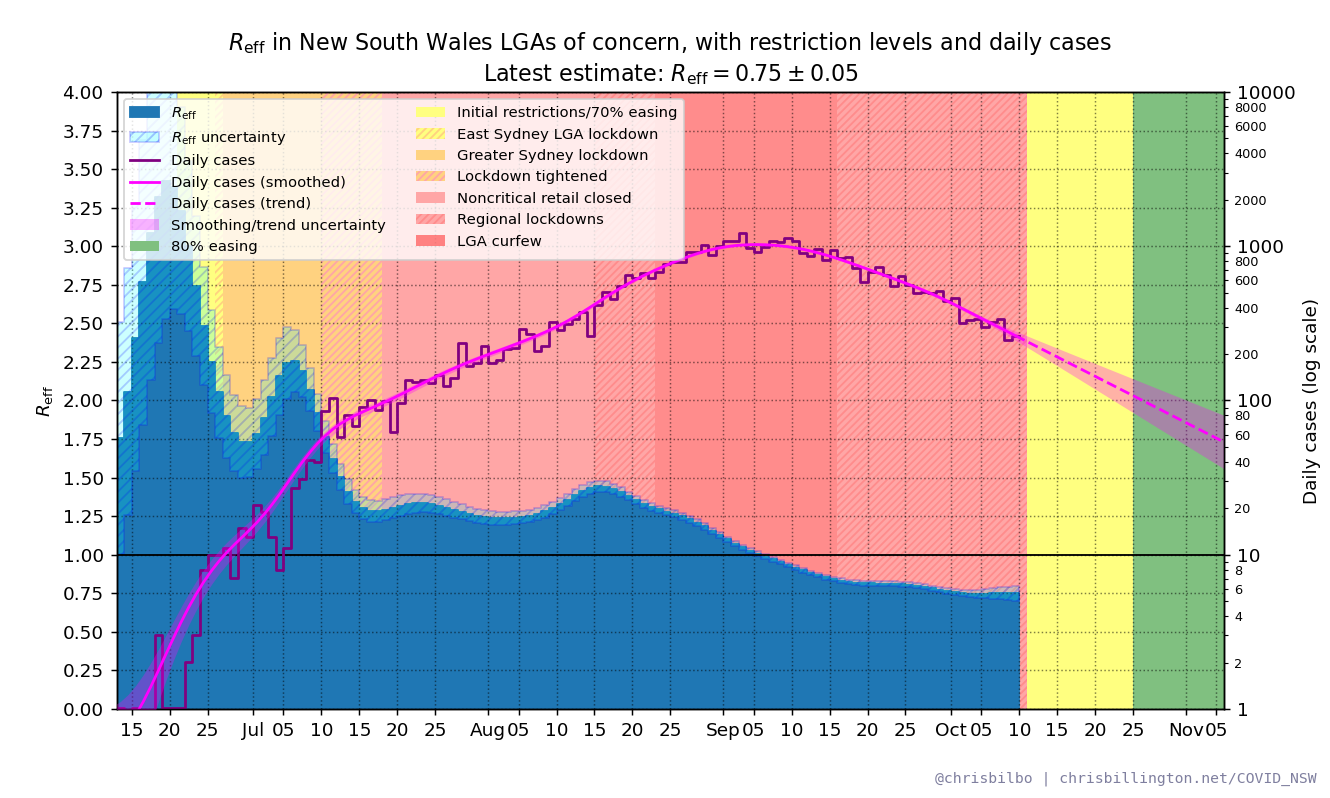 R_eff in New South Wales LGAs of concern, with restriction levels and daily cases
Latest estimate: R_eff = 0.75 ± 0.05
R_eff
R_eff uncertainty
Daily cases
Daily cases (smoothed)
Daily cases (trend)
Smoothing/trend uncertainty
80% easing
Initial restrictions/70% easing
East Sydney LGA lockdown
Greater Sydney lockdown
Lockdown tightened
Noncritical retail closed
Regional lockdowns
LGA curfew
R_eff
4.00
3.75
3.50
3.25
3.00
2.75
2.50
2.25
2.00
1.75
1.50
1.25
1.00
0.75
0.50
0.25
0.00
10000
8000
6000
4000
2000
1000
800
600
400
200
100
80
60
40
20
10
8
6
4
2
1
Daily cases (log scale)
15 20 25 Jul 05 10 15 20 25 Aug 05 10 15 20 25 Sep 05 10 15 20 25 Oct 05 10 15 20 25 Nov 05
@chrisbilbo | chrisbillington.net/COVID_NSW